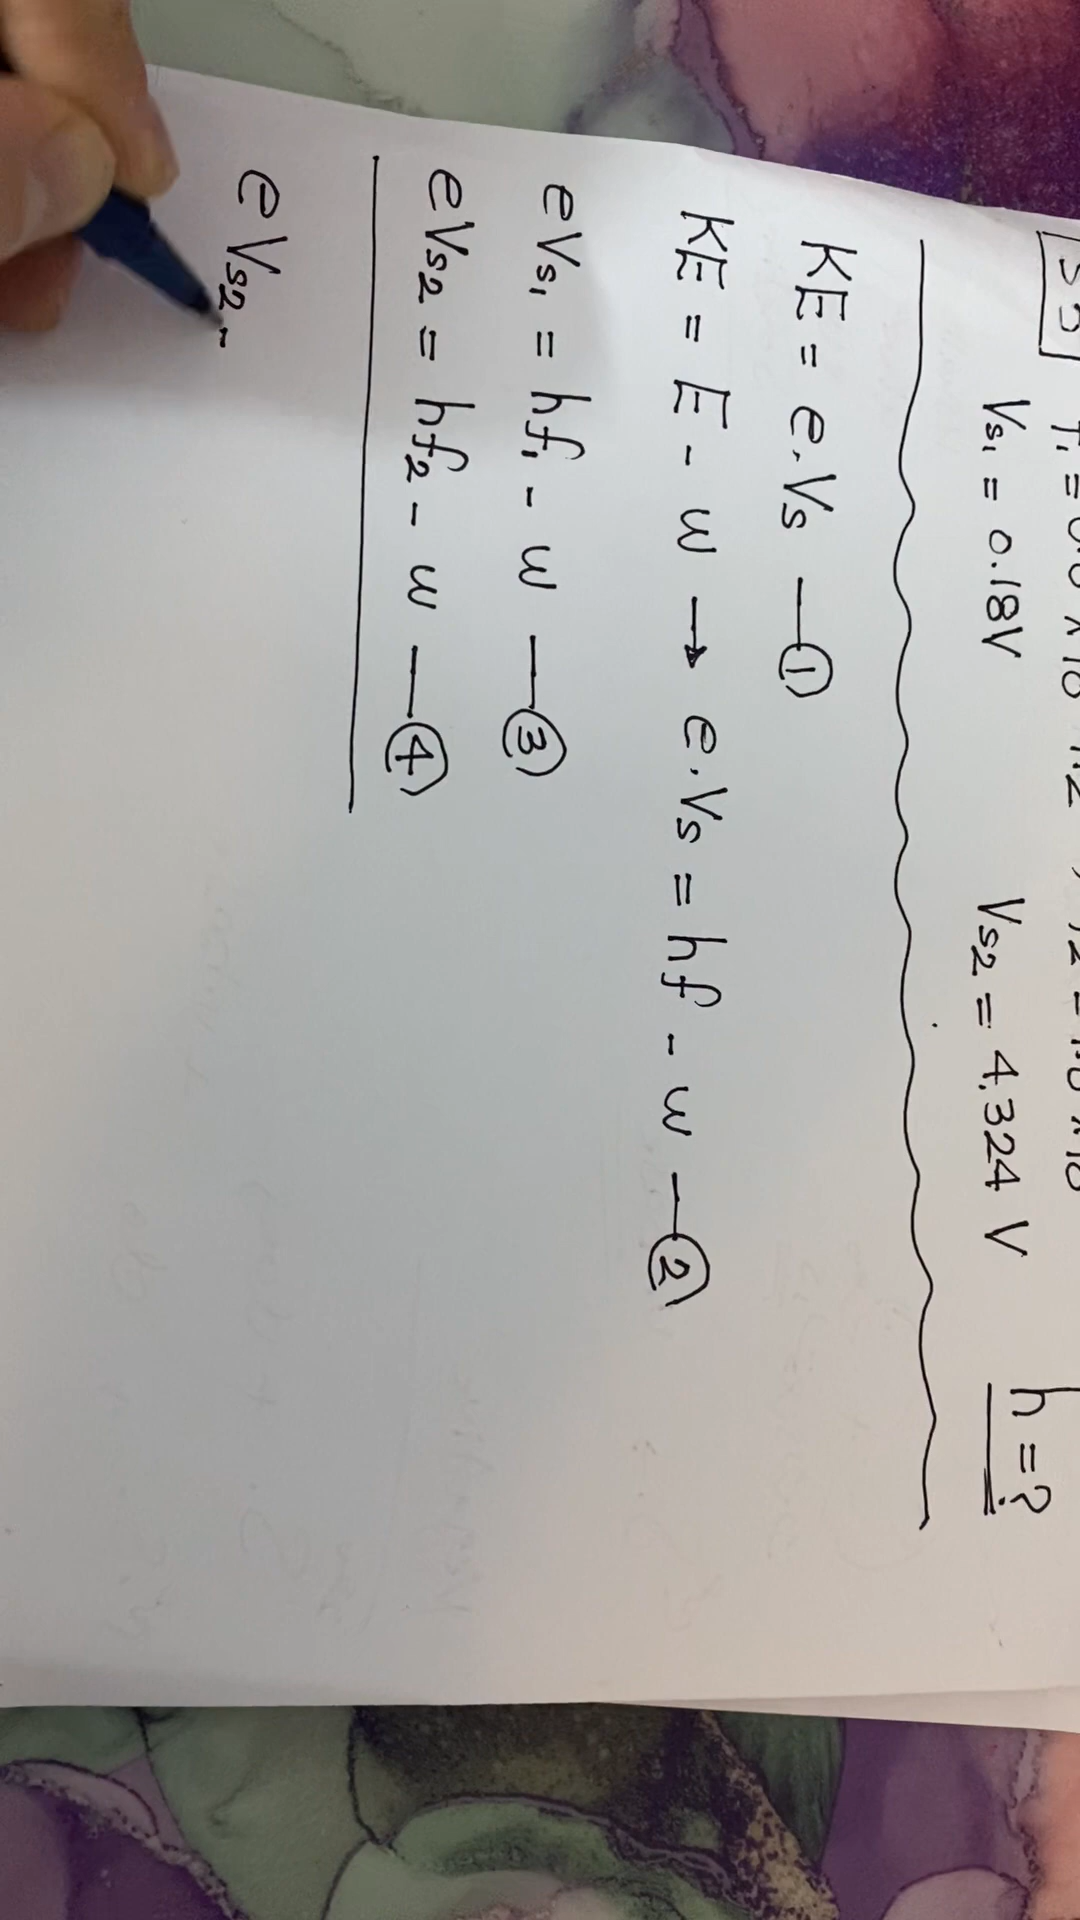 Vs₁ = 0.18V Vs2 = 4.324 V h = ?
KE = e.Vs —①
KE = E - w → e.Vs = hf - w —②
eVs₁ = hf₁ - w —③
eVs2 = hf2 - w —④
eVs2 -